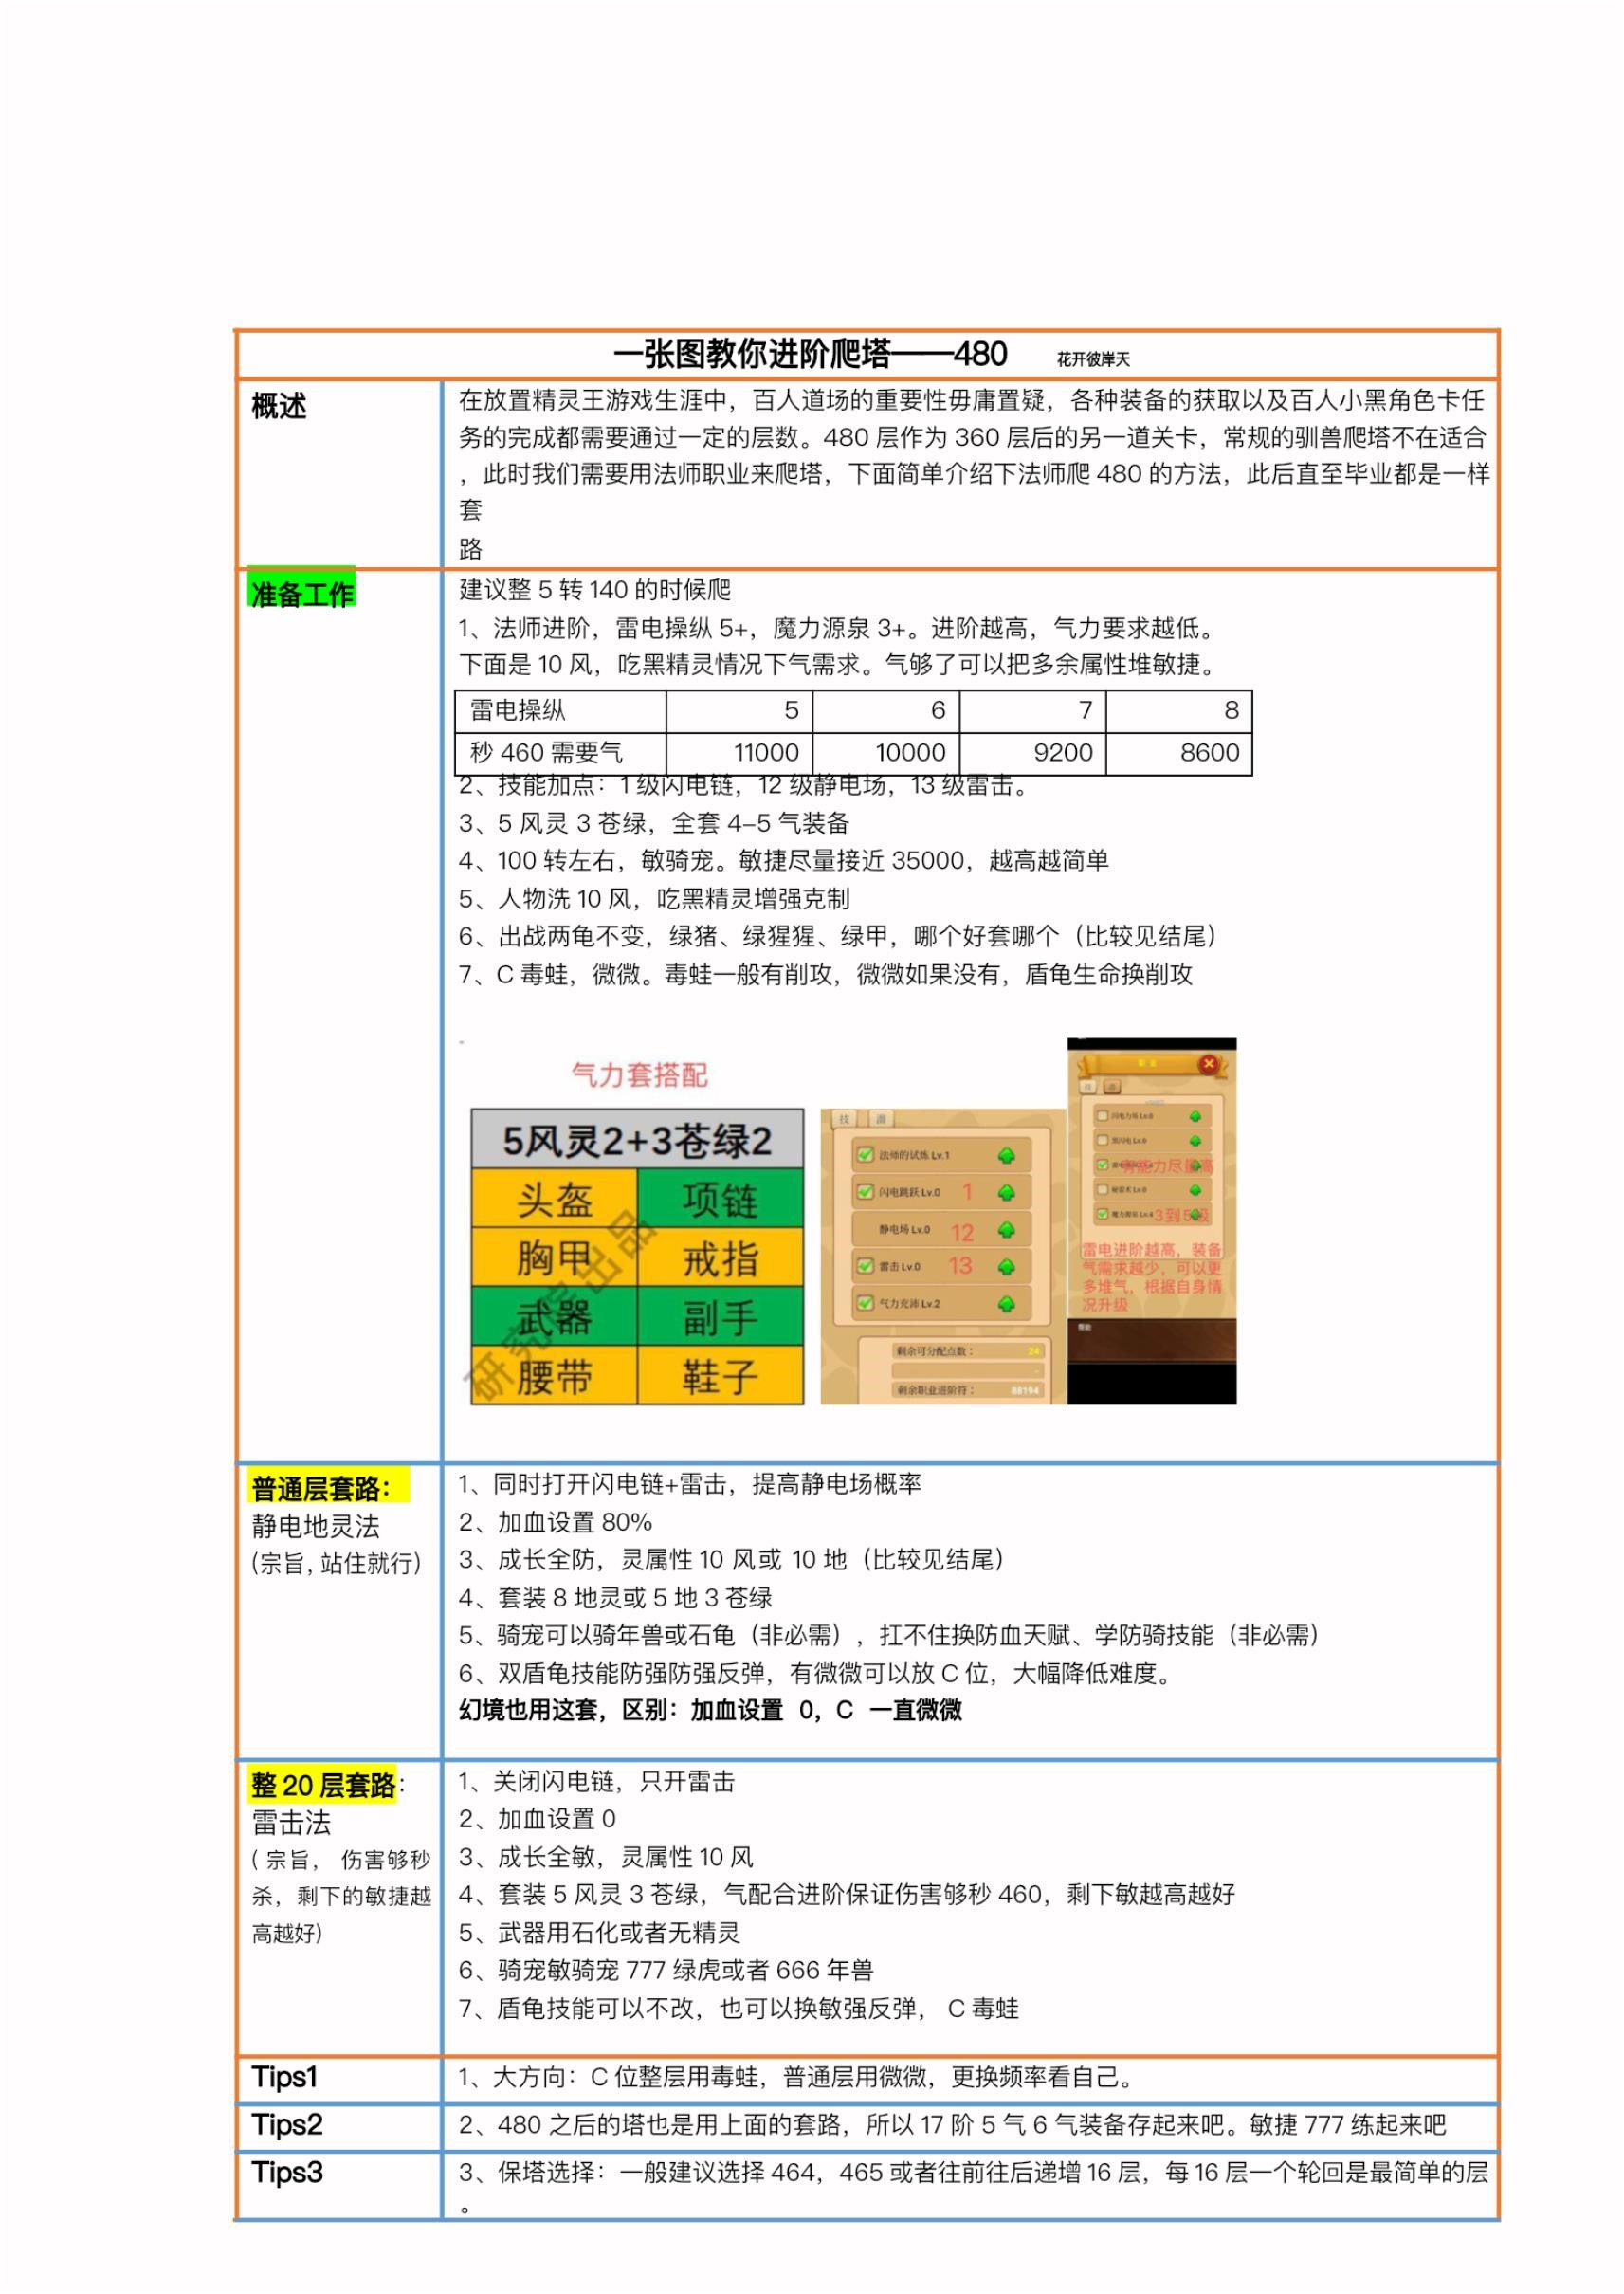 一张图教你进阶爬塔——480 花开彼岸天
概述
在放置精灵王游戏生涯中，百人道场的重要性毋庸置疑，各种装备的获取以及百人小黑角色卡任
务的完成都需要通过一定的层数。480 层作为 360 层后的另一道关卡，常规的驯兽爬塔不在适合
，此时我们需要用法师职业来爬塔，下面简单介绍下法师爬 480 的方法，此后直至毕业都是一样
套
路
准备工作
建议整 5 转 140 的时候爬
1、法师进阶，雷电操纵 5+，魔力源泉 3+。进阶越高，气力要求越低。
下面是 10 风，吃黑精灵情况下气需求。气够了可以把多余属性堆敏捷。
雷电操纵 5 6 7 8
秒 460 需要气 11000 10000 9200 8600
2、技能加点：1 级闪电链，12 级静电场，13 级雷击。
3、5 风灵 3 苍绿，全套 4–5 气装备
4、100 转左右，敏骑宠。敏捷尽量接近 35000，越高越简单
5、人物洗 10 风，吃黑精灵增强克制
6、出战两龟不变，绿猪、绿猩猩、绿甲，哪个好套哪个（比较见结尾）
7、C 毒蛙，微微。毒蛙一般有削攻，微微如果没有，盾龟生命换削攻
气力套搭配
5风灵2+3苍绿2
头盔 项链
胸甲 戒指
武器 副手
腰带 鞋子
研究院出品
技 进
法师的试炼 Lv.1
闪电跳跃 Lv.0 1
静电场 Lv.0 12
雷击 Lv.0 13
气力充沛 Lv.2
剩余可分配点数： 24
剩余职业进阶符： 88194
有能力尽量高
3到5级
雷电进阶越高，装备
气需求越少，可以更
多堆气，根据自身情
况升级
普通层套路：
静电地灵法
（宗旨，站住就行）
1、同时打开闪电链+雷击，提高静电场概率
2、加血设置 80%
3、成长全防，灵属性 10 风或 10 地（比较见结尾）
4、套装 8 地灵或 5 地 3 苍绿
5、骑宠可以骑年兽或石龟（非必需），扛不住换防血天赋、学防骑技能（非必需）
6、双盾龟技能防强防强反弹，有微微可以放 C 位，大幅降低难度。
幻境也用这套，区别：加血设置 0，C 一直微微
整 20 层套路：
雷击法
（宗旨， 伤害够秒
杀，剩下的敏捷越
高越好）
1、关闭闪电链，只开雷击
2、加血设置 0
3、成长全敏，灵属性 10 风
4、套装 5 风灵 3 苍绿，气配合进阶保证伤害够秒 460，剩下敏越高越好
5、武器用石化或者无精灵
6、骑宠敏骑宠 777 绿虎或者 666 年兽
7、盾龟技能可以不改，也可以换敏强反弹， C 毒蛙
Tips1
1、大方向：C 位整层用毒蛙，普通层用微微，更换频率看自己。
Tips2
2、480 之后的塔也是用上面的套路，所以 17 阶 5 气 6 气装备存起来吧。敏捷 777 练起来吧
Tips3
3、保塔选择：一般建议选择 464，465 或者往前往后递增 16 层，每 16 层一个轮回是最简单的层
。